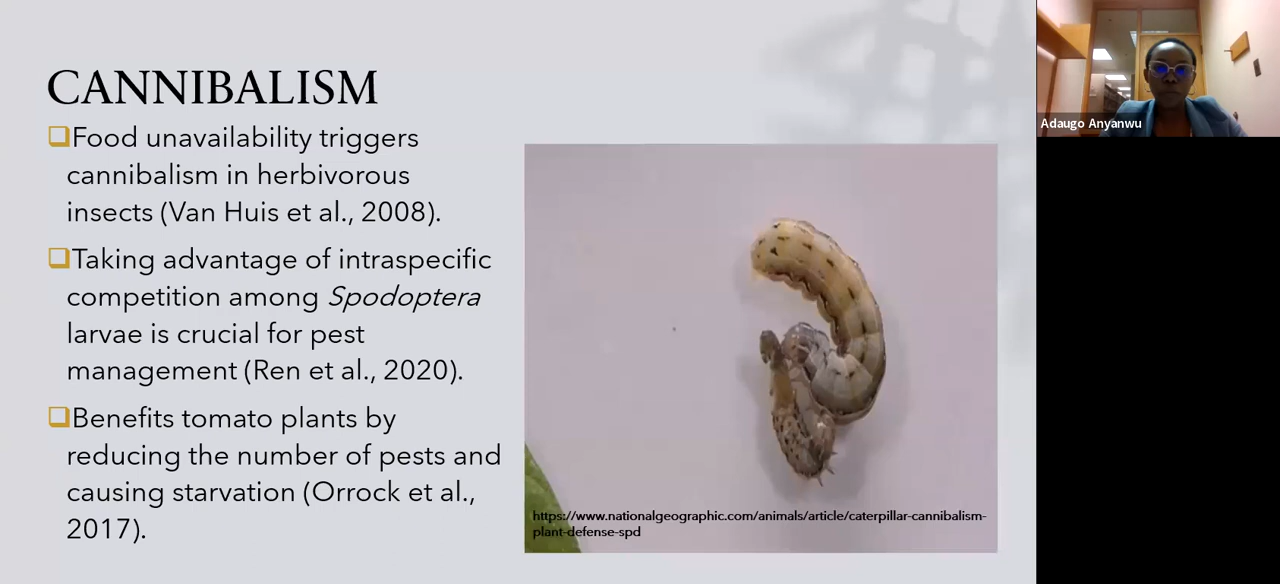 CANNIBALISM
Food unavailability triggers
cannibalism in herbivorous
insects (Van Huis et al., 2008).
Taking advantage of intraspecific
competition among Spodoptera
larvae is crucial for pest
management (Ren et al., 2020).
Benefits tomato plants by
reducing the number of pests and
causing starvation (Orrock et al.,
2017).
https://www.nationalgeographic.com/animals/article/caterpillar-cannibalism-
plant-defense-spd
Adaugo Anyanwu